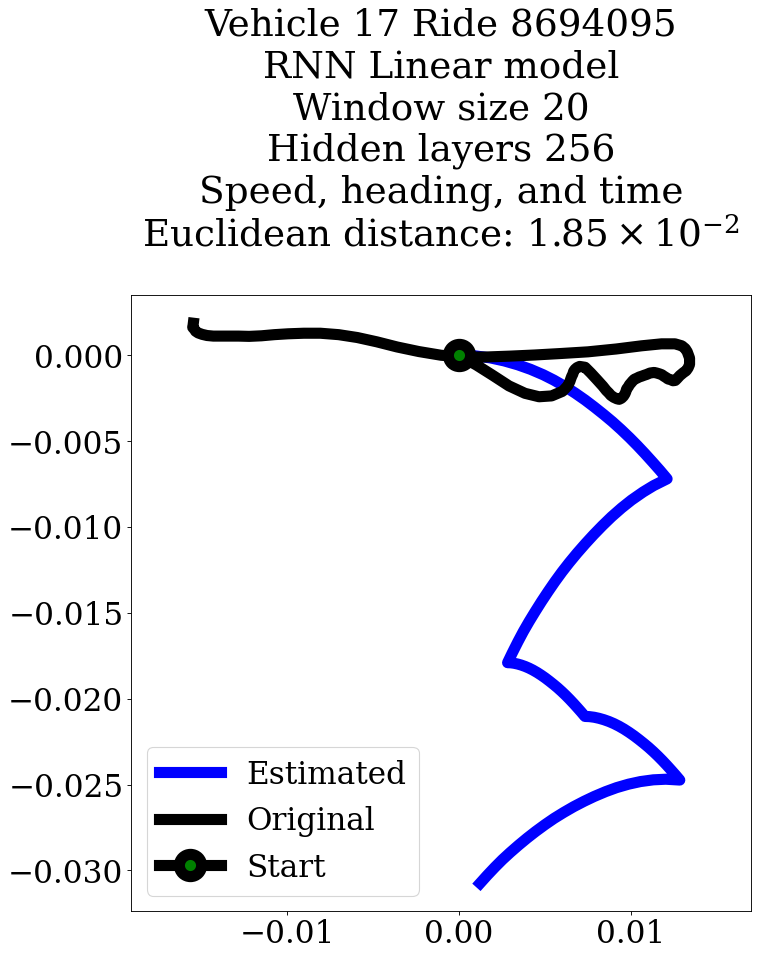 Vehicle 17 Ride 8694095
RNN Linear model
Window size 20
Hidden layers 256
Speed, heading, and time
Euclidean distance: 1.85 × 10⁻²
0.000
−0.005
−0.010
−0.015
−0.020
−0.025
−0.030
Estimated
Original
Start
−0.01 0.00 0.01